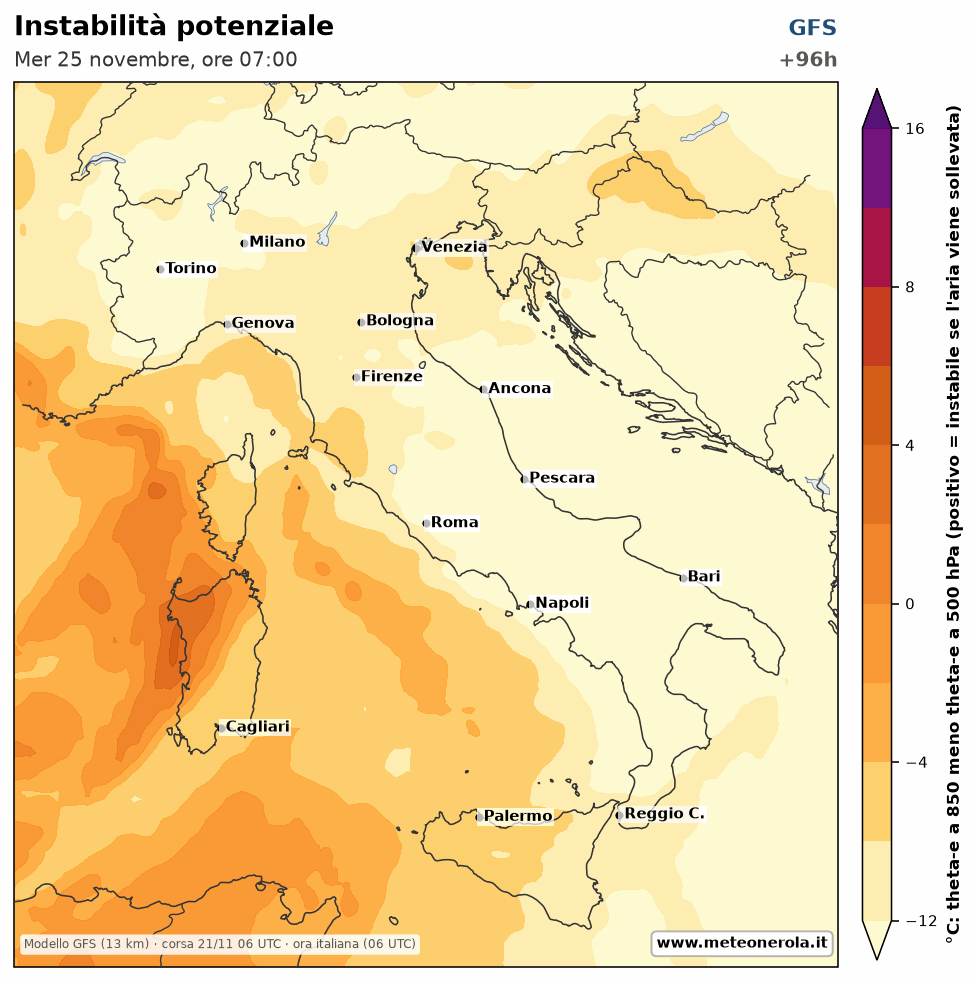 Instabilità potenziale
GFS
Mer 25 novembre, ore 07:00
+96h
Milano
Venezia
Torino
Genova
Bologna
Firenze
Ancona
Pescara
Roma
Bari
Napoli
Cagliari
Palermo
Reggio C.
16
8
4
0
−4
−12
°C: theta-e a 850 meno theta-e a 500 hPa (positivo = instabile se l'aria viene sollevata)
Modello GFS (13 km) · corsa 21/11 06 UTC · ora italiana (06 UTC)
www.meteonerola.it